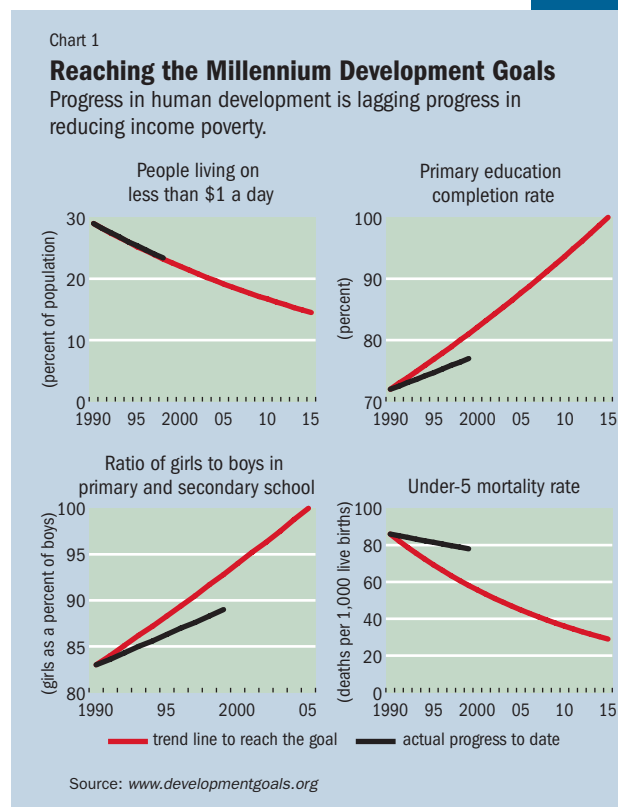 Chart 1
Reaching the Millennium Development Goals
Progress in human development is lagging progress in
reducing income poverty.
People living on
less than $1 a day
(percent of population)
30
20
10
0
1990 95 2000 05 10 15
Primary education
completion rate
(percent)
100
90
80
70
1990 95 2000 05 10 15
Ratio of girls to boys in
primary and secondary school
(girls as a percent of boys)
100
95
90
85
80
1990 95 2000 05
Under-5 mortality rate
(deaths per 1,000 live births)
100
80
60
40
20
0
1990 95 2000 05 10 15
trend line to reach the goal actual progress to date
Source: www.developmentgoals.org